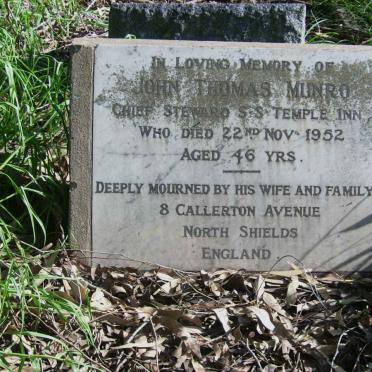 In Loving Memory of
John Thomas Munro
Chief Steward S.S. Temple Inn
Who Died 22nd Novr 1952
Aged 46 yrs.
Deeply mourned by his wife and family
8 Callerton Avenue
North Shields
England